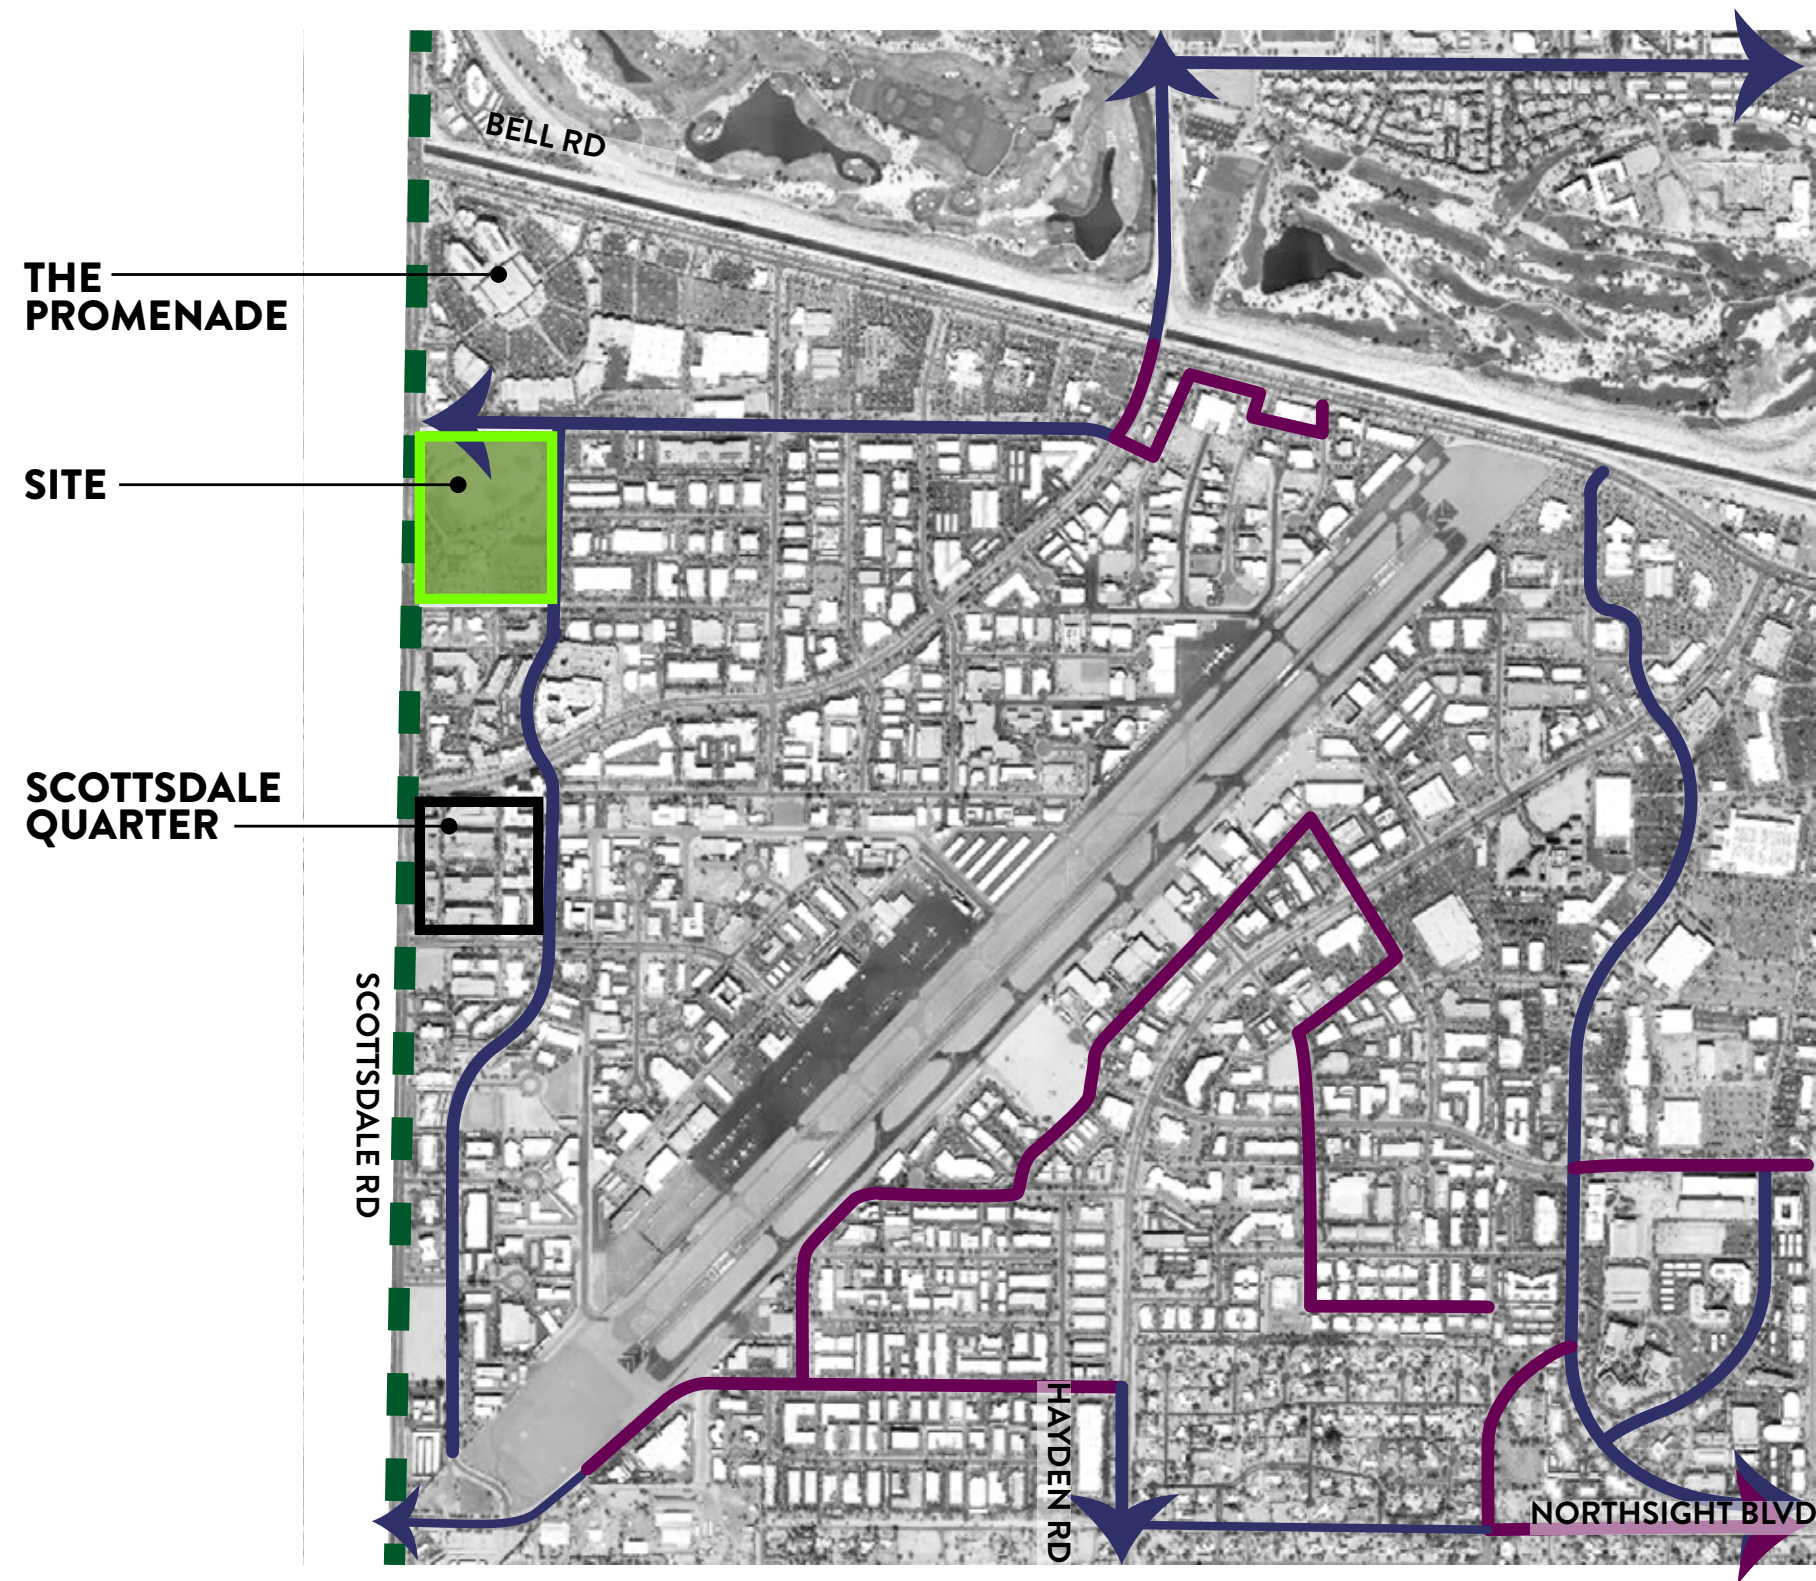 BELL RD
THE
PROMENADE
SITE
SCOTTSDALE
QUARTER
SCOTTSDALE RD
HAYDEN RD
NORTHSIGHT BLVD